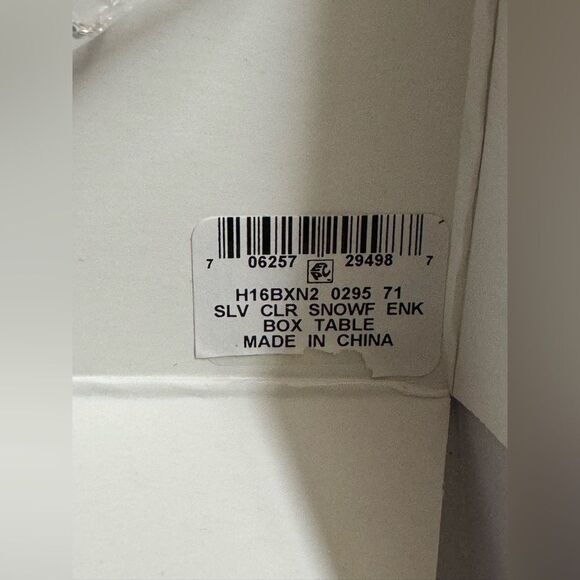 7 06257 29498 7
H16BXN2 0295 71
SLV CLR SNOWF ENK
BOX TABLE
MADE IN CHINA